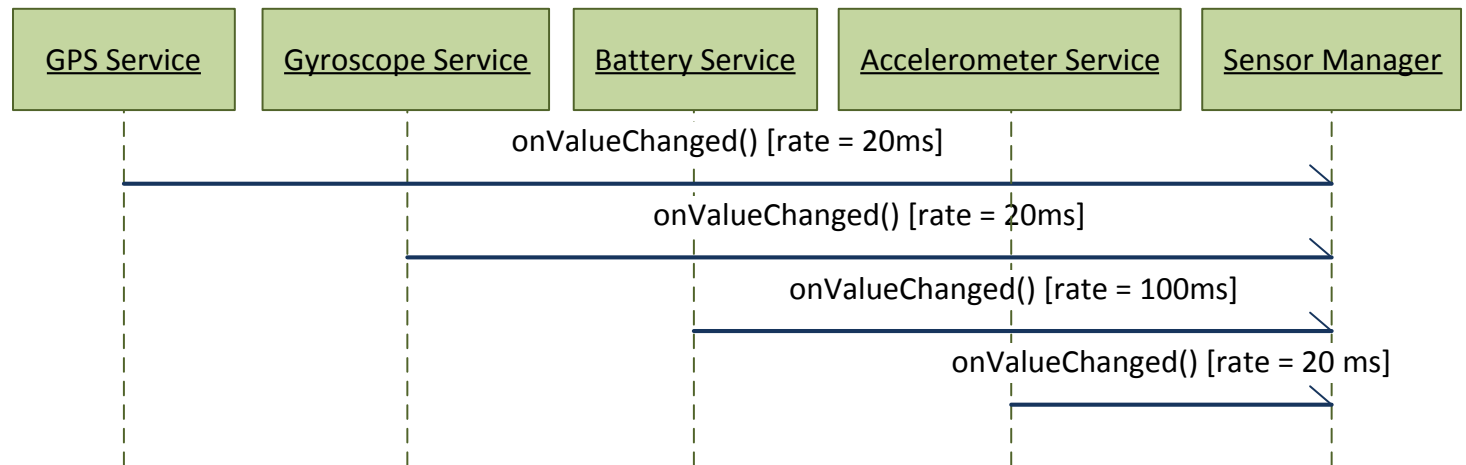 GPS Service
Gyroscope Service
Battery Service
Accelerometer Service
Sensor Manager
onValueChanged() [rate = 20ms]
onValueChanged() [rate = 20ms]
onValueChanged() [rate = 100ms]
onValueChanged() [rate = 20 ms]